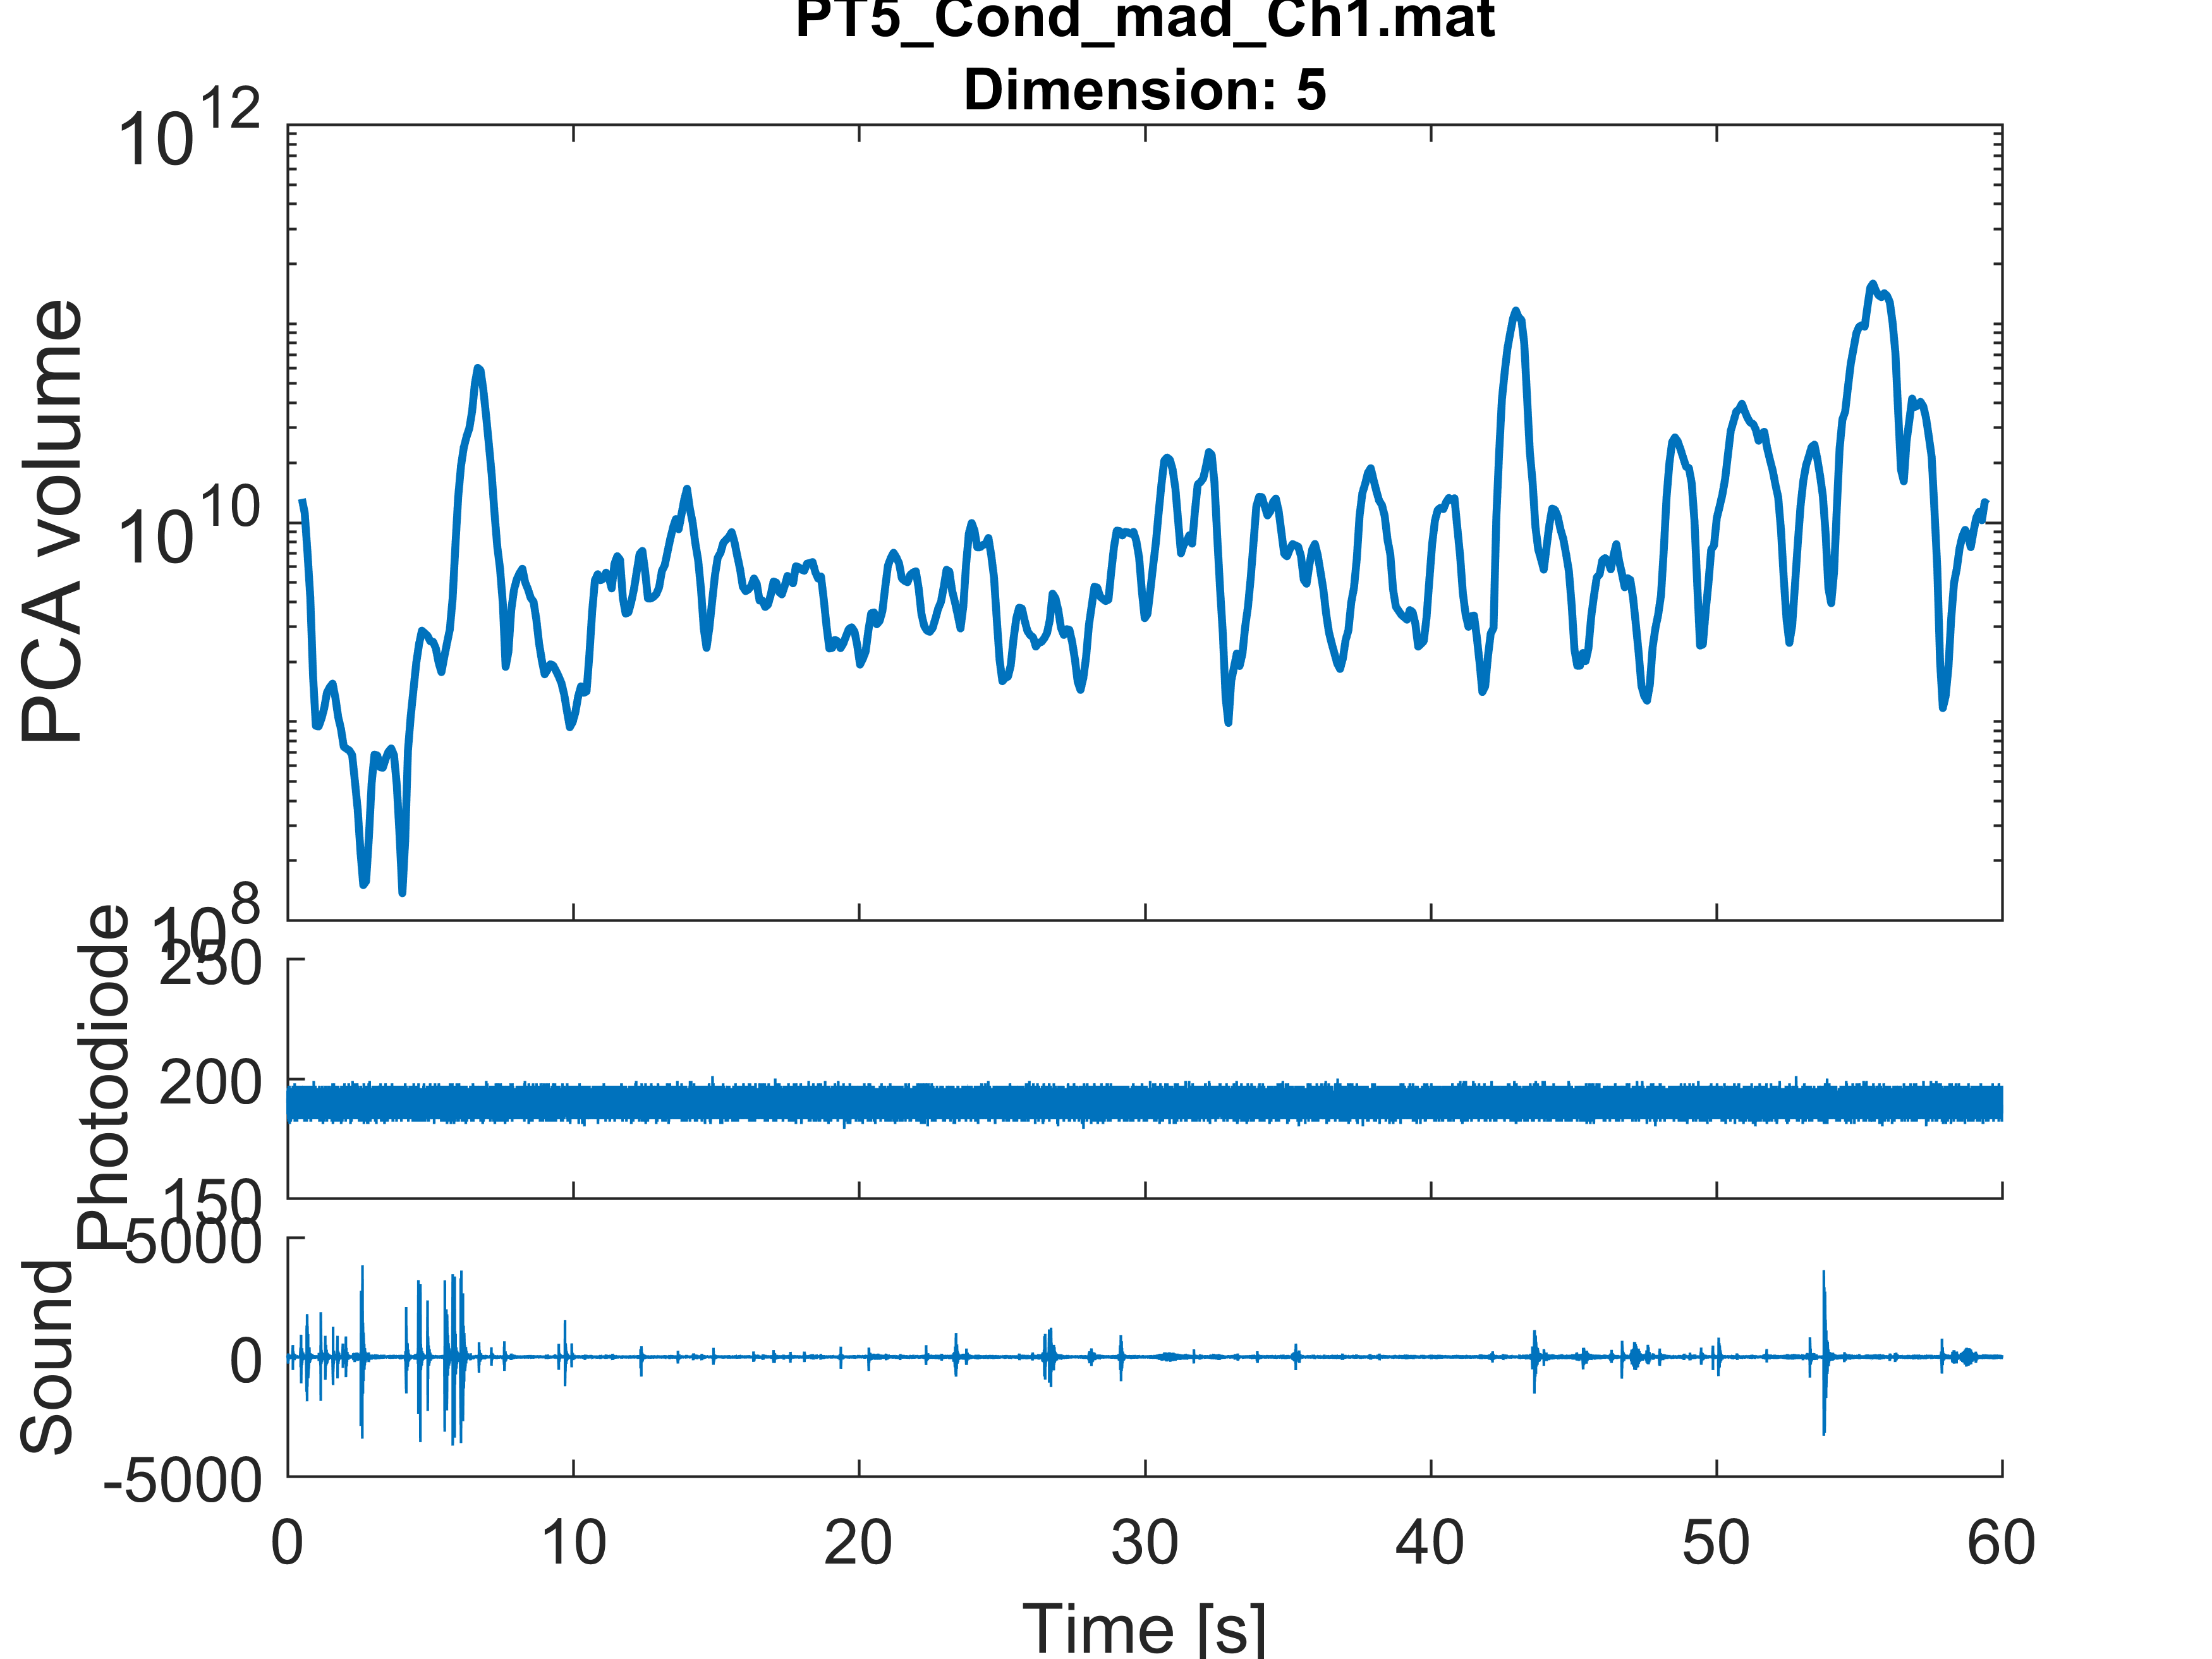 PT5_Cond_mad_Ch1.mat
Dimension: 5
10^12
10^10
10^8
PCA volume
250
200
150
Photodiode
5000
0
-5000
Sound
0 10 20 30 40 50 60
Time [s]